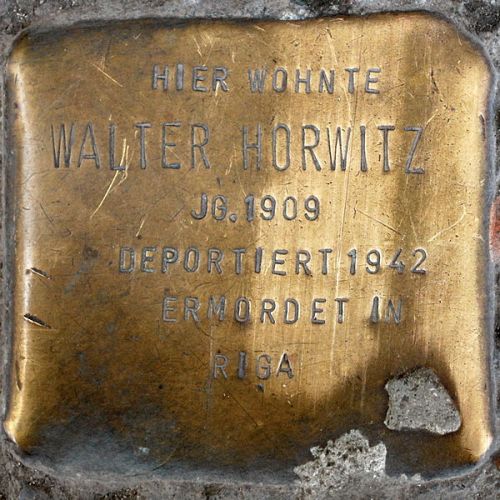 HIER WOHNTE
WALTER HORWITZ
JG. 1909
DEPORTIERT 1942
ERMORDET IN
RIGA